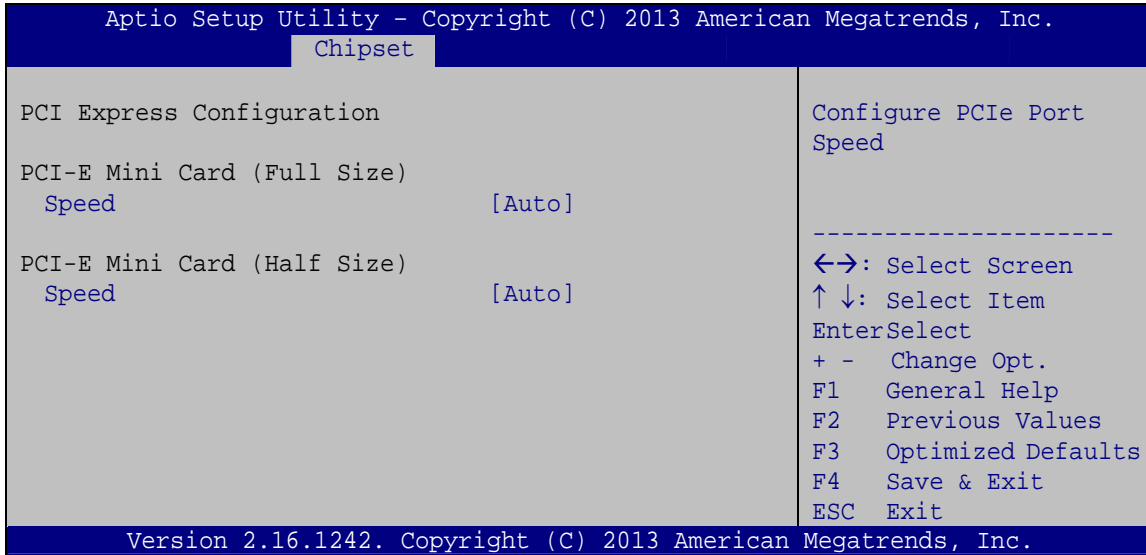 Aptio Setup Utility – Copyright (C) 2013 American Megatrends, Inc.
Chipset
PCI Express Configuration
PCI-E Mini Card (Full Size)
Speed [Auto]
PCI-E Mini Card (Half Size)
Speed [Auto]
Configure PCIe Port
Speed
---------------------
←→: Select Screen
↑ ↓: Select Item
EnterSelect
+ - Change Opt.
F1 General Help
F2 Previous Values
F3 Optimized Defaults
F4 Save & Exit
ESC Exit
Version 2.16.1242. Copyright (C) 2013 American Megatrends, Inc.